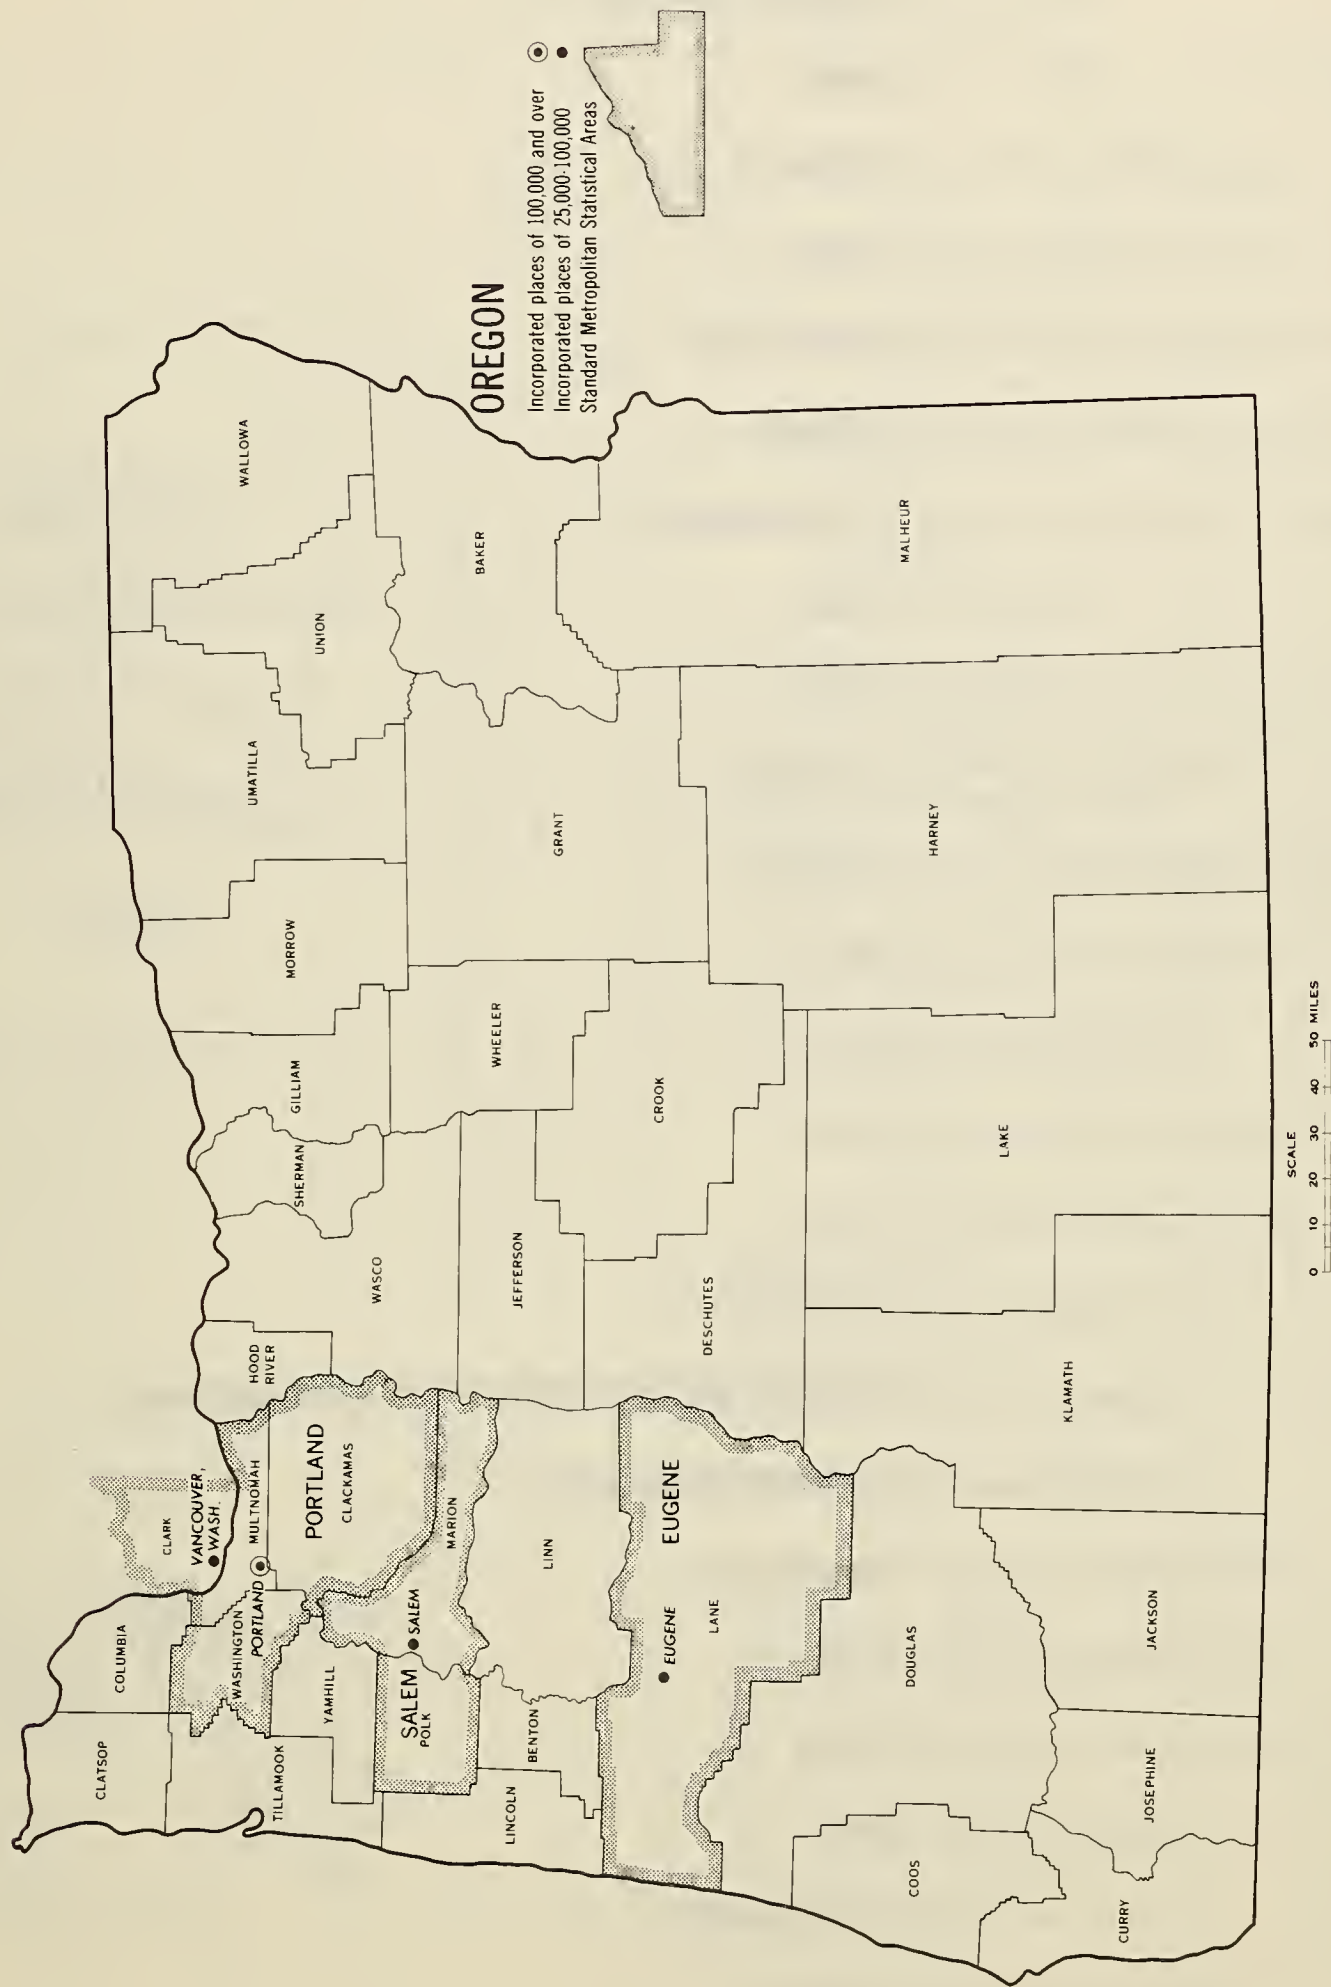 OREGON
Incorporated places of 100,000 and over
Incorporated places of 25,000-100,000
Standard Metropolitan Statistical Areas
CLATSOP
COLUMBIA
CLARK
VANCOUVER,
WASH.
TILLAMOOK
WASHINGTON
PORTLAND
MULTNOMAH
HOOD
RIVER
PORTLAND
CLACKAMAS
YAMHILL
SALEM
POLK
SALEM
MARION
LINCOLN
BENTON
LINN
EUGENE
LANE
EUGENE
WASCO
SHERMAN
GILLIAM
MORROW
UMATILLA
UNION
WALLOWA
JEFFERSON
WHEELER
GRANT
BAKER
DESCHUTES
CROOK
COOS
DOUGLAS
KLAMATH
LAKE
HARNEY
MALHEUR
CURRY
JOSEPHINE
JACKSON
SCALE
0 10 20 30 40 50 MILES